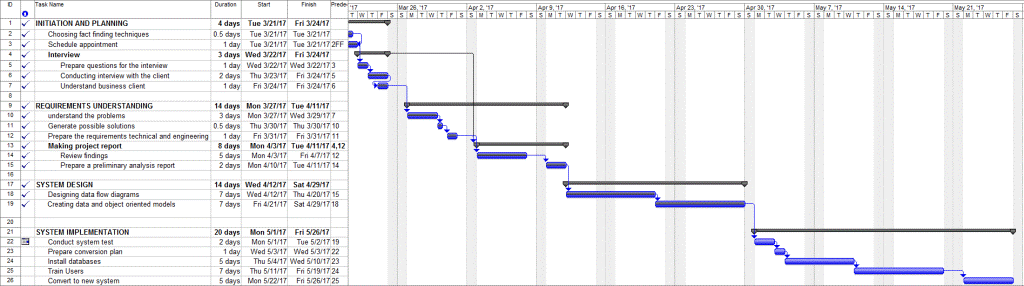 ID Task Name Duration Start Finish Prede '17 Mar 26, '17 Apr 2, '17 Apr 9, '17 Apr 16, '17 Apr 23, '17 Apr 30, '17 May 7, '17 May 14, '17 May 21, '17
T W T F S S M T W T F S S M T W T F S S M T W T F S S M T W T F S S M T W T F S S M T W T F S S M T W T F S S M T W T F S S M T W T F S S M T W T F S
1 INITIATION AND PLANNING 4 days Tue 3/21/17 Fri 3/24/17
2 Choosing fact finding techniques 0.5 days Tue 3/21/17 Tue 3/21/17
3 Schedule appointment 1 day Tue 3/21/17 Tue 3/21/17 2FF
4 Interview 3 days Wed 3/22/17 Fri 3/24/17
5 Prepare questions for the interview 1 day Wed 3/22/17 Wed 3/22/17 3
6 Conducting interview with the client 2 days Thu 3/23/17 Fri 3/24/17 5
7 Understand business client 1 day Fri 3/24/17 Fri 3/24/17 6
8
9 REQUIREMENTS UNDERSTANDING 14 days Mon 3/27/17 Tue 4/11/17
10 understand the problems 3 days Mon 3/27/17 Wed 3/29/17 7
11 Generate possible solutions 0.5 days Thu 3/30/17 Thu 3/30/17 10
12 Prepare the requirements technical and engineering 1 day Fri 3/31/17 Fri 3/31/17 11
13 Making project report 8 days Mon 4/3/17 Tue 4/11/17 4,12
14 Review findings 5 days Mon 4/3/17 Fri 4/7/17 12
15 Prepare a preliminary analysis report 2 days Mon 4/10/17 Tue 4/11/17 14
16
17 SYSTEM DESIGN 14 days Wed 4/12/17 Sat 4/29/17
18 Designing data flow diagrams 7 days Wed 4/12/17 Thu 4/20/17 15
19 Creating data and object oriented models 7 days Fri 4/21/17 Sat 4/29/17 18
20
21 SYSTEM IMPLEMENTATION 20 days Mon 5/1/17 Fri 5/26/17
22 Conduct system test 2 days Mon 5/1/17 Tue 5/2/17 19
23 Prepare conversion plan 1 day Wed 5/3/17 Wed 5/3/17 22
24 Install databases 5 days Thu 5/4/17 Wed 5/10/17 23
25 Train Users 7 days Thu 5/11/17 Fri 5/19/17 24
26 Convert to new system 5 days Mon 5/22/17 Fri 5/26/17 25